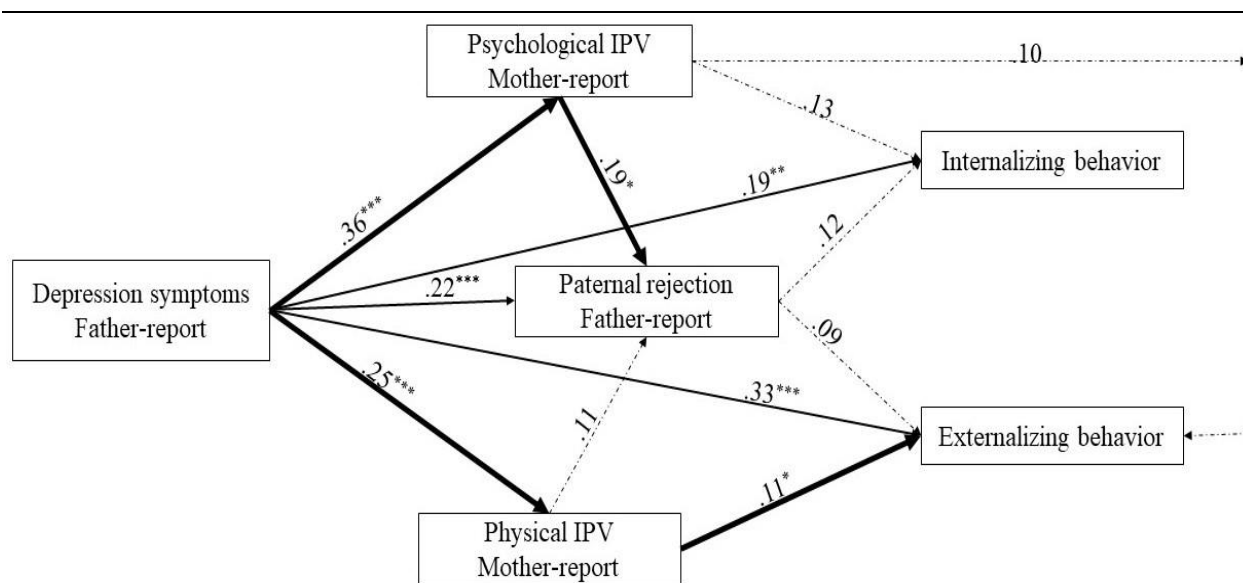 Psychological IPV
Mother-report
.10
.13
Internalizing behavior
.19*
.19**
.36***
.12
Depression symptoms
Father-report
.22***
Paternal rejection
Father-report
.09
.25***
.11
.33***
Externalizing behavior
.11*
Physical IPV
Mother-report